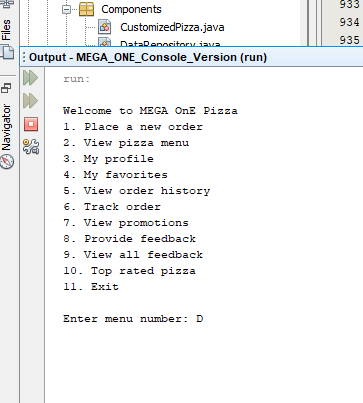 Components
CustomizedPizza.java
DataRepository.java
933
934
935
Files
Navigator
Output - MEGA_ONE_Console_Version (run)
run:
Welcome to MEGA OnE Pizza
1. Place a new order
2. View pizza menu
3. My profile
4. My favorites
5. View order history
6. Track order
7. View promotions
8. Provide feedback
9. View all feedback
10. Top rated pizza
11. Exit
Enter menu number: D